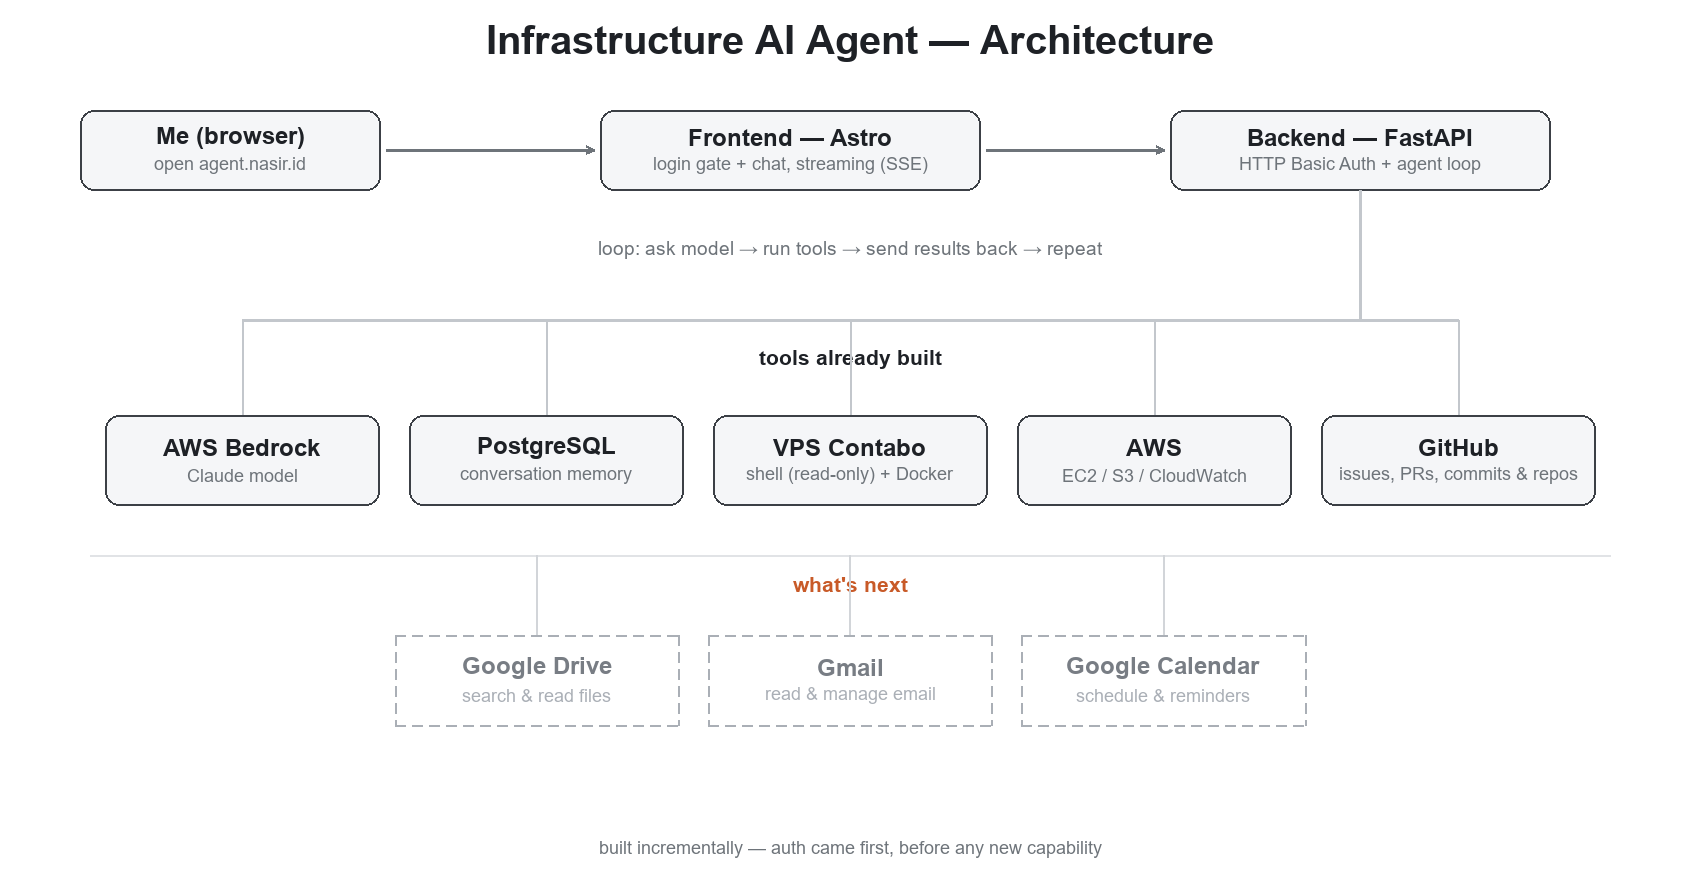 Infrastructure AI Agent — Architecture
Me (browser)
open agent.nasir.id
Frontend — Astro
login gate + chat, streaming (SSE)
Backend — FastAPI
HTTP Basic Auth + agent loop
loop: ask model → run tools → send results back → repeat
tools already built
AWS Bedrock
Claude model
PostgreSQL
conversation memory
VPS Contabo
shell (read-only) + Docker
AWS
EC2 / S3 / CloudWatch
GitHub
issues, PRs, commits & repos
what's next
Google Drive
search & read files
Gmail
read & manage email
Google Calendar
schedule & reminders
built incrementally — auth came first, before any new capability